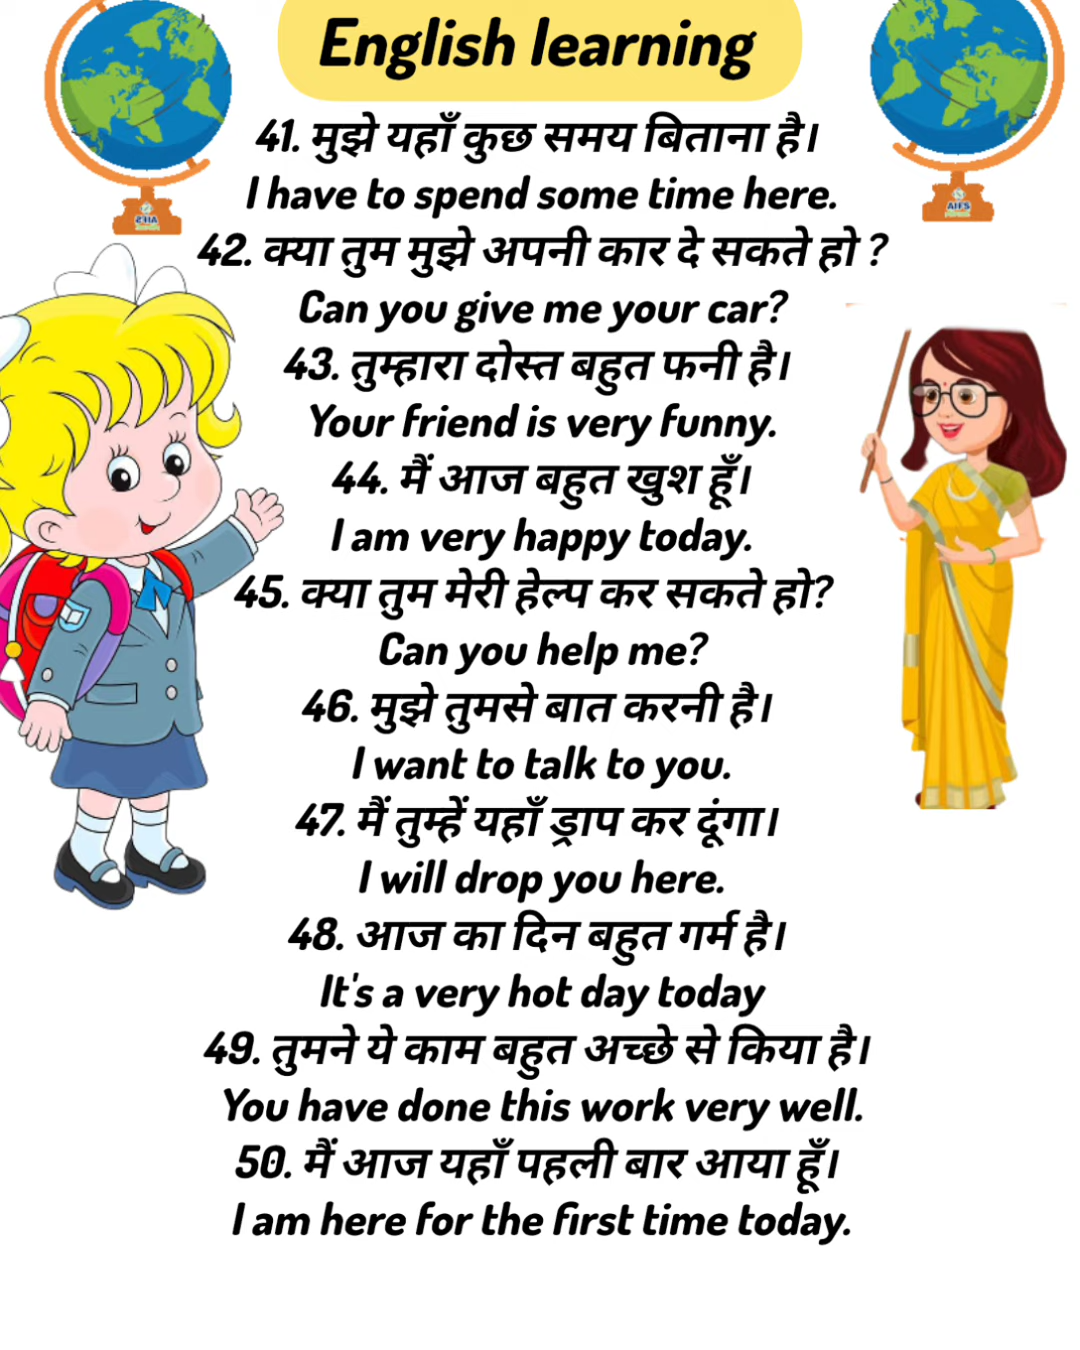 English learning
41. मुझे यहाँ कुछ समय बिताना है।
I have to spend some time here.
42. क्या तुम मुझे अपनी कार दे सकते हो ?
Can you give me your car?
43. तुम्हारा दोस्त बहुत फनी है।
Your friend is very funny.
44. मैं आज बहुत खुश हूँ।
I am very happy today.
45. क्या तुम मेरी हेल्प कर सकते हो?
Can you help me?
46. मुझे तुमसे बात करनी है।
I want to talk to you.
47. मैं तुम्हें यहाँ ड्राप कर दूंगा।
I will drop you here.
48. आज का दिन बहुत गर्म है।
It's a very hot day today
49. तुमने ये काम बहुत अच्छे से किया है।
You have done this work very well.
50. मैं आज यहाँ पहली बार आया हूँ।
I am here for the first time today.